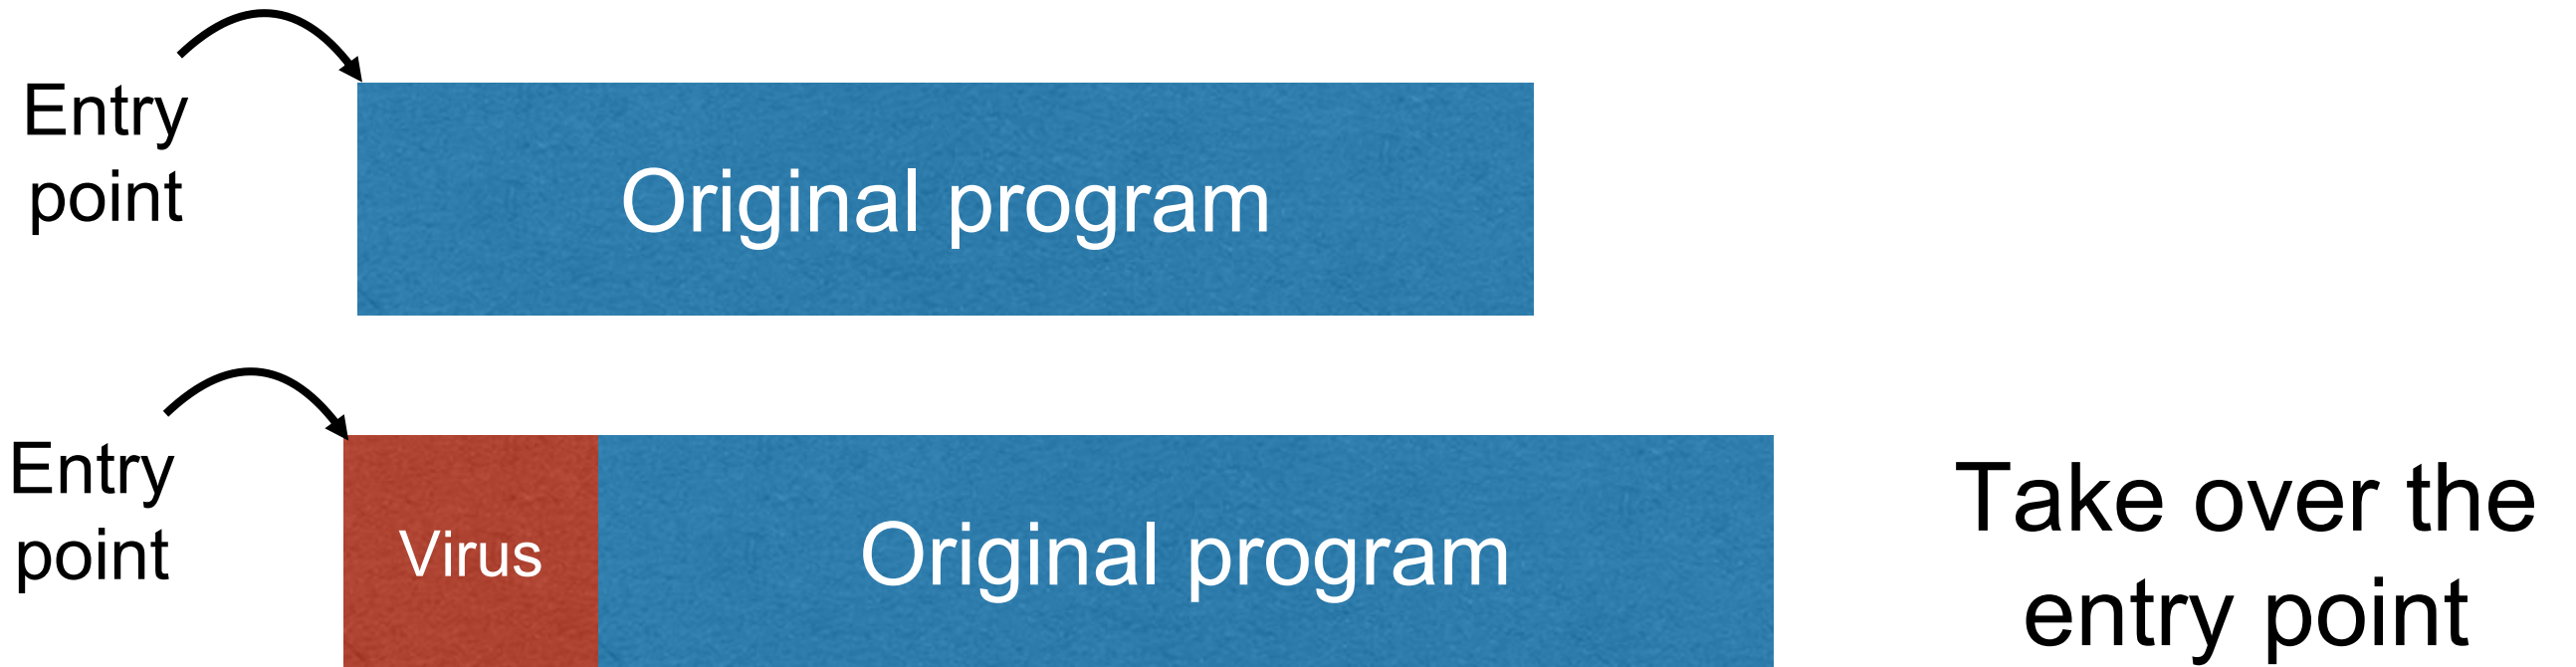 Entry
point
Original program
Entry
point
Virus
Original program
Take over the
entry point